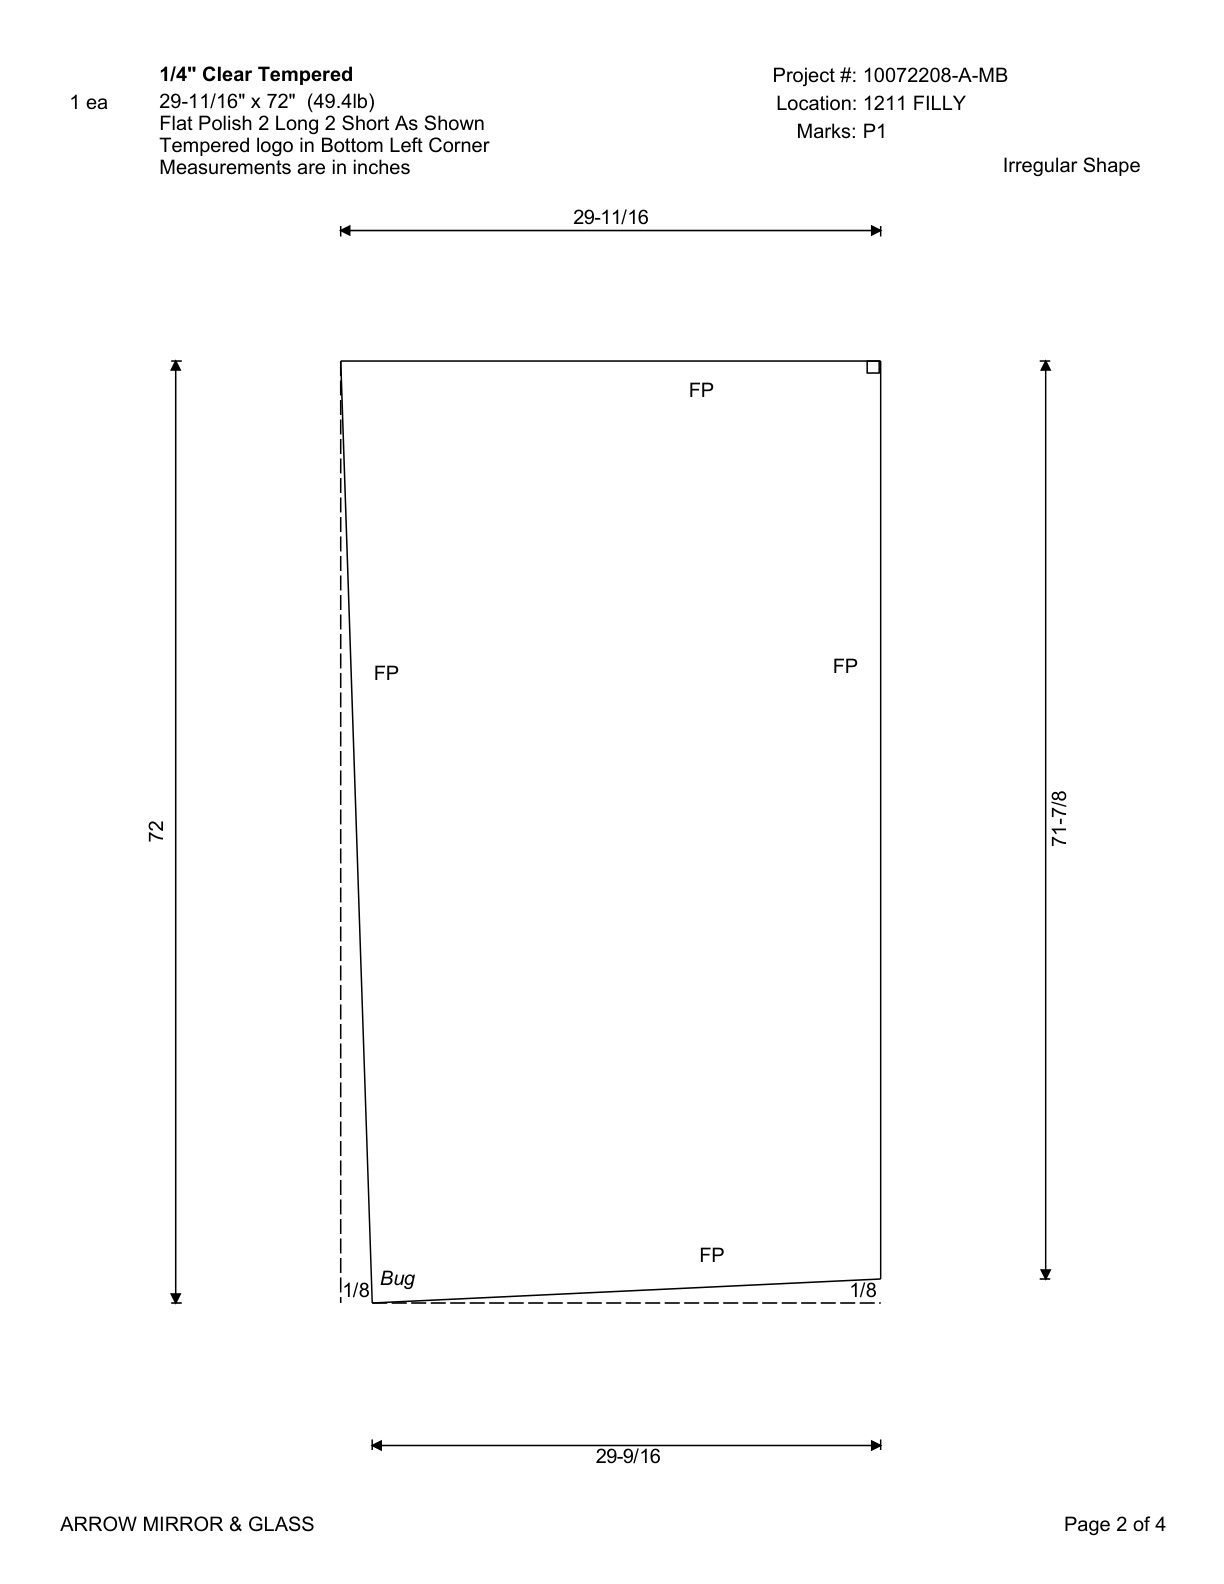 1/4" Clear Tempered
1 ea
29-11/16" x 72"  (49.4lb)
Flat Polish 2 Long 2 Short As Shown
Tempered logo in Bottom Left Corner
Measurements are in inches
Project #: 10072208-A-MB
Location: 1211 FILLY
Marks: P1
Irregular Shape
29-11/16
FP
FP
FP
72
71-7/8
FP
Bug
1/8
1/8
29-9/16
ARROW MIRROR & GLASS
Page 2 of 4